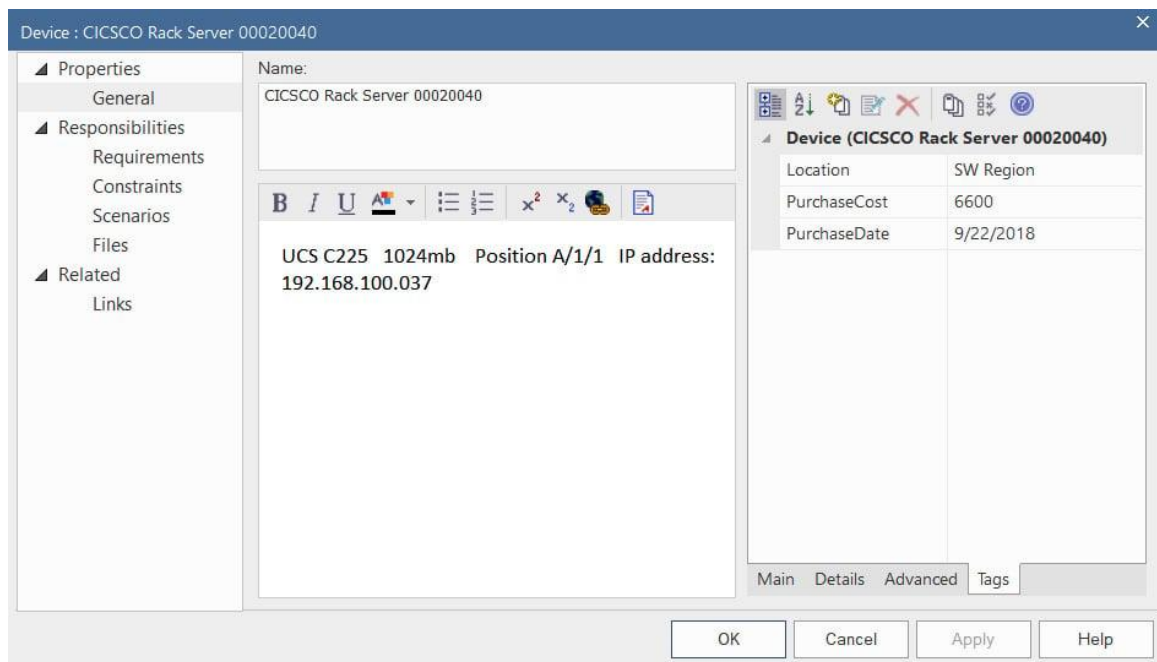 Device : CICSCO Rack Server 00020040
Properties
General
Responsibilities
Requirements
Constraints
Scenarios
Files
Related
Links
Name:
CICSCO Rack Server 00020040
B I U A x² x₂
UCS C225 1024mb Position A/1/1 IP address:
192.168.100.037
Device (CICSCO Rack Server 00020040)
Location SW Region
PurchaseCost 6600
PurchaseDate 9/22/2018
Main Details Advanced Tags
OK Cancel Apply Help